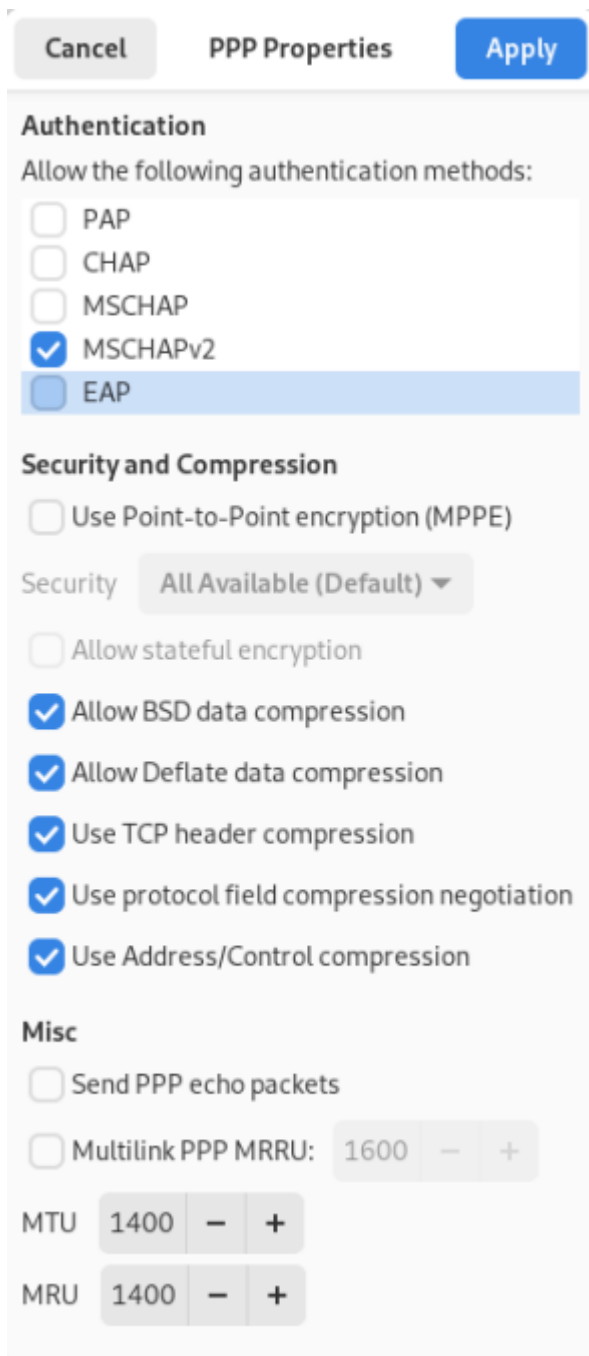 Cancel PPP Properties Apply
Authentication
Allow the following authentication methods:
PAP
CHAP
MSCHAP
MSCHAPv2
EAP
Security and Compression
Use Point-to-Point encryption (MPPE)
Security All Available (Default)
Allow stateful encryption
Allow BSD data compression
Allow Deflate data compression
Use TCP header compression
Use protocol field compression negotiation
Use Address/Control compression
Misc
Send PPP echo packets
Multilink PPP MRRU: 1600 − +
MTU 1400 − +
MRU 1400 − +